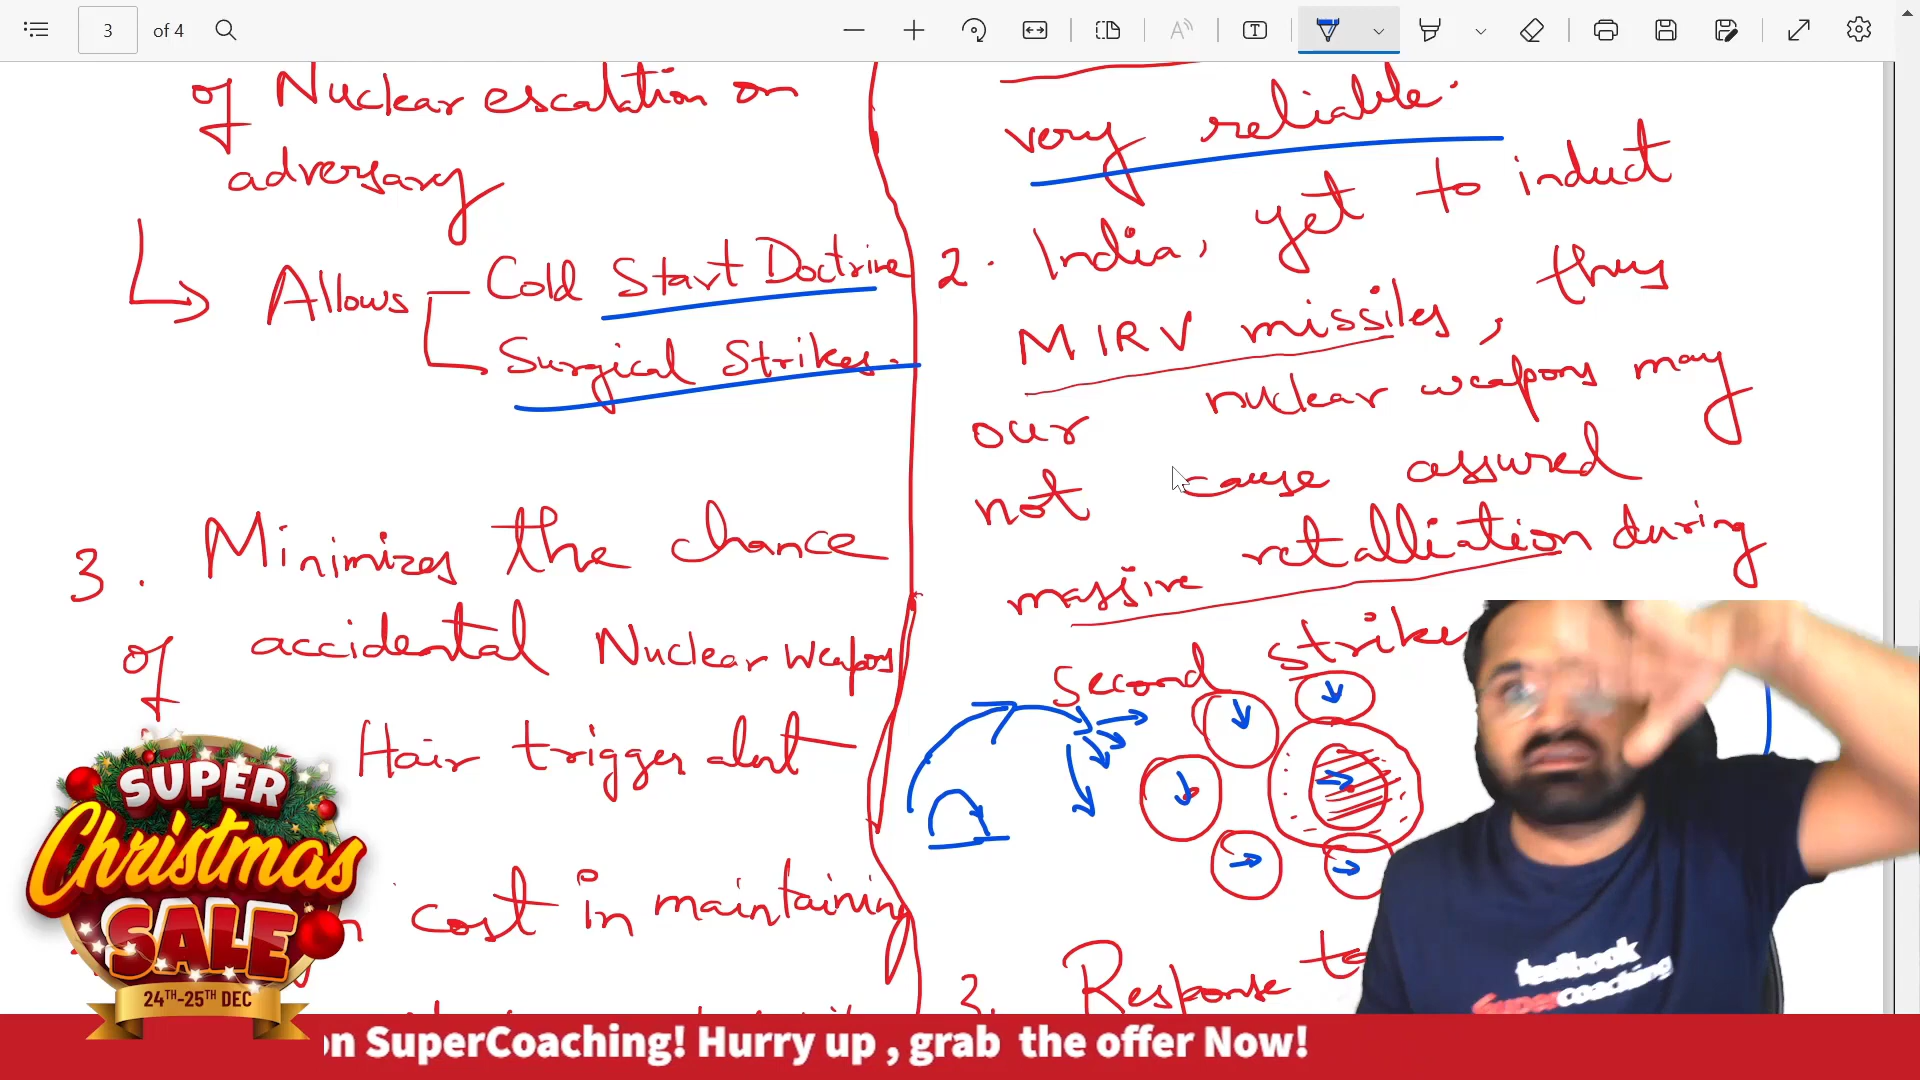 3
of 4
of Nuclear escalation on
adversary
Allows
Cold Start Doctrine
Surgical Strikes.
3. Minimizes the chance
of accidental Nuclear weapons
Hair trigger alert
cost in maintaining
very reliable.
2. India, yet to induct
MIRV missiles, thus
our nuclear weapons may
not cause assured
massive retalliation during
Second strike
3. Response to
SUPER
Christmas
SALE
24TH-25TH DEC
testbook
Supercoaching
on SuperCoaching! Hurry up , grab the offer Now!